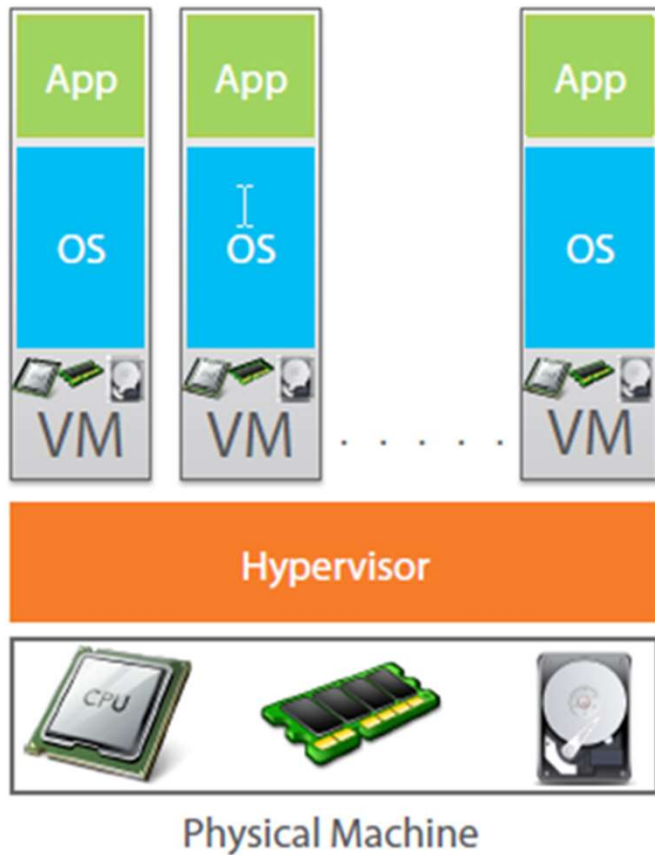 App App App
OS OS OS
VM VM . . . . . VM
Hypervisor
CPU
Physical Machine